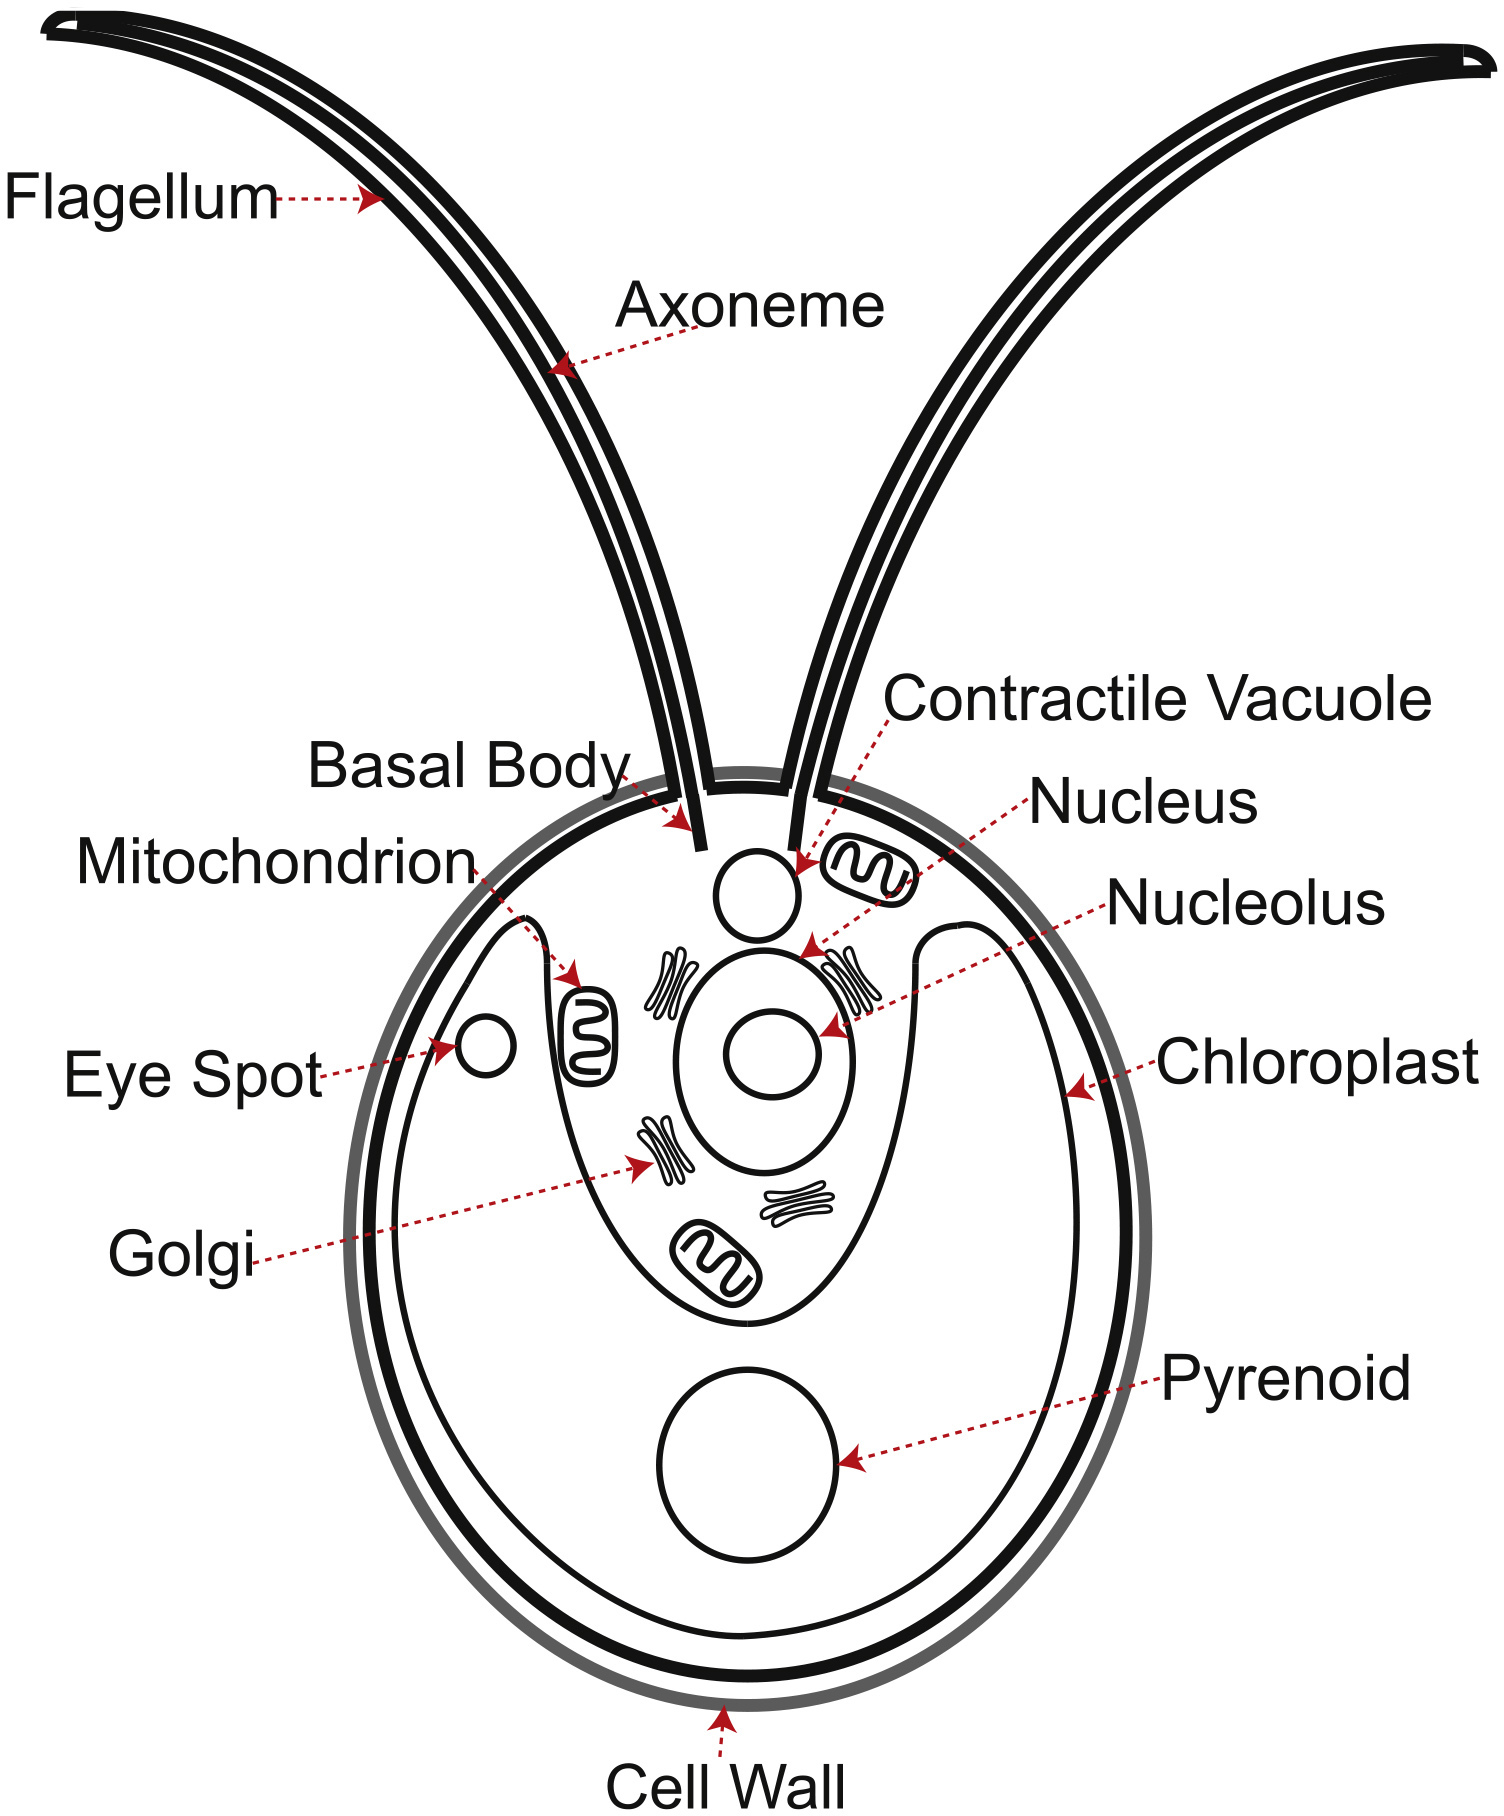 Flagellum
Axoneme
Contractile Vacuole
Basal Body
Nucleus
Mitochondrion
Nucleolus
Eye Spot
Chloroplast
Golgi
Pyrenoid
Cell Wall